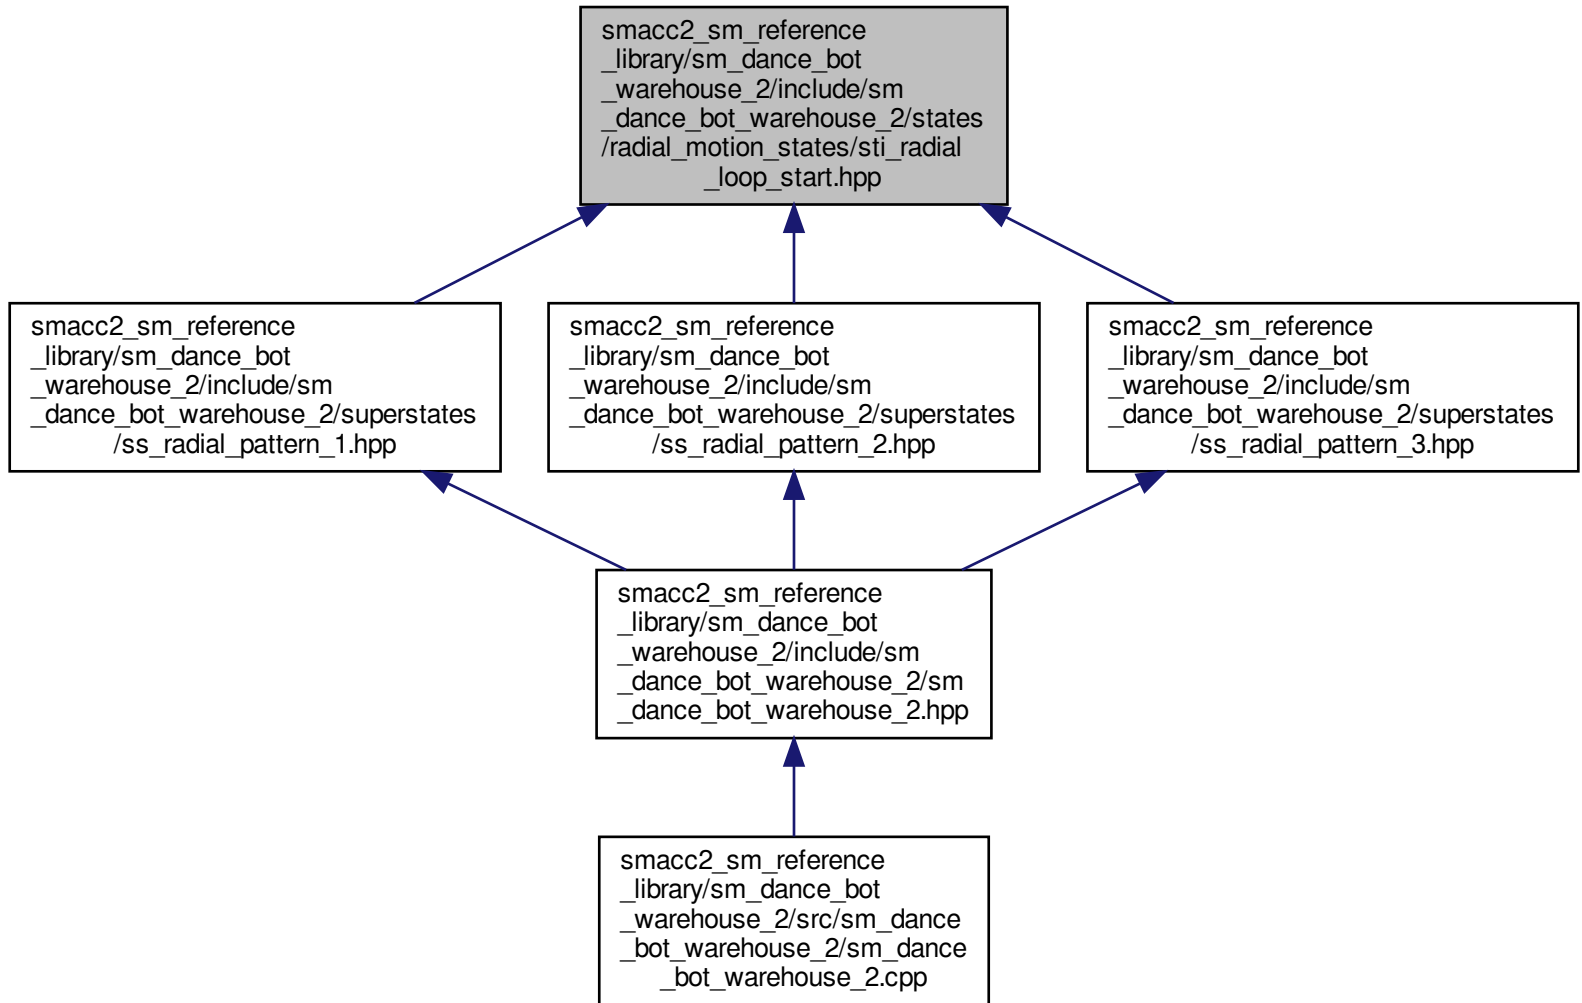 smacc2_sm_reference
_library/sm_dance_bot
_warehouse_2/include/sm
_dance_bot_warehouse_2/states
/radial_motion_states/sti_radial
_loop_start.hpp
smacc2_sm_reference
_library/sm_dance_bot
_warehouse_2/include/sm
_dance_bot_warehouse_2/superstates
/ss_radial_pattern_1.hpp
smacc2_sm_reference
_library/sm_dance_bot
_warehouse_2/include/sm
_dance_bot_warehouse_2/superstates
/ss_radial_pattern_2.hpp
smacc2_sm_reference
_library/sm_dance_bot
_warehouse_2/include/sm
_dance_bot_warehouse_2/superstates
/ss_radial_pattern_3.hpp
smacc2_sm_reference
_library/sm_dance_bot
_warehouse_2/include/sm
_dance_bot_warehouse_2/sm
_dance_bot_warehouse_2.hpp
smacc2_sm_reference
_library/sm_dance_bot
_warehouse_2/src/sm_dance
_bot_warehouse_2/sm_dance
_bot_warehouse_2.cpp